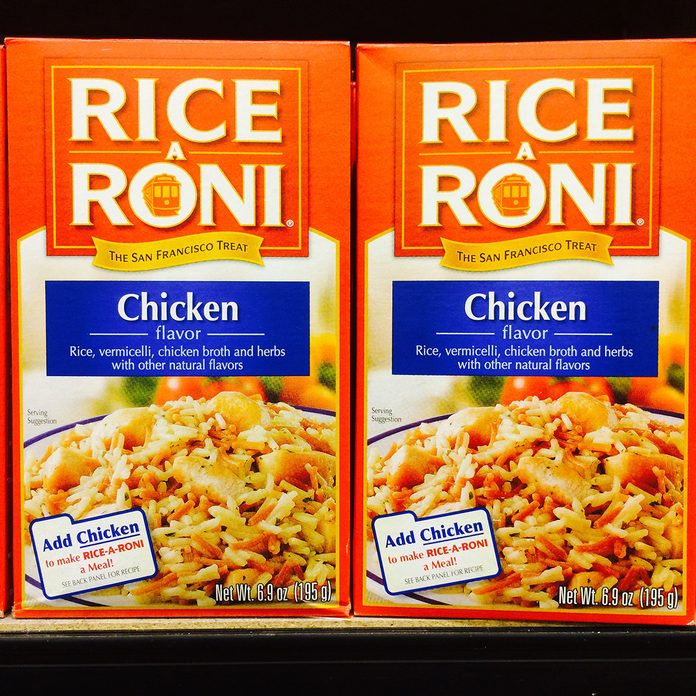 RICE
A
RONI®
THE SAN FRANCISCO TREAT
Chicken
flavor
Rice, vermicelli, chicken broth and herbs
with other natural flavors
Serving
Suggestion
Add Chicken
to make RICE-A-RONI
a Meal!
SEE BACK PANEL FOR RECIPE
Net Wt. 6.9 oz (195 g)
RICE
A
RONI®
THE SAN FRANCISCO TREAT
Chicken
flavor
Rice, vermicelli, chicken broth and herbs
with other natural flavors
Serving
Suggestion
Add Chicken
to make RICE-A-RONI
a Meal!
SEE BACK PANEL FOR RECIPE
Net Wt. 6.9 oz (195 g)